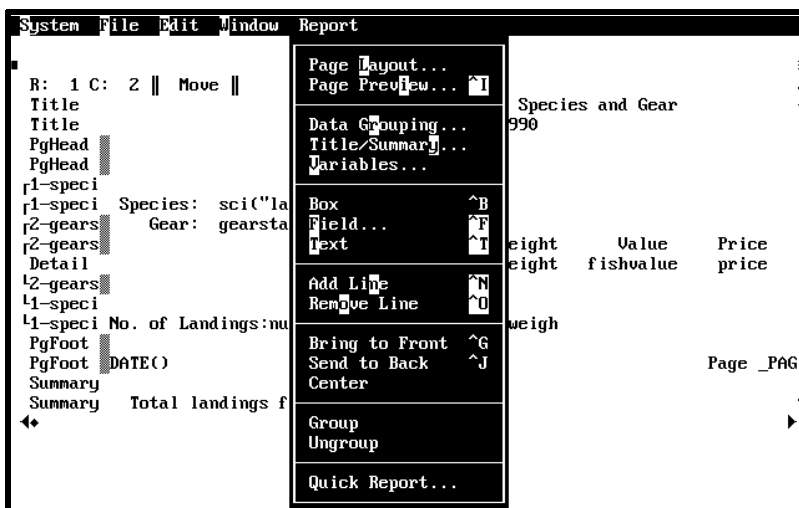 System File Edit Window Report
R: 1 C: 2 ‖ Move ‖
Title Species and Gear
Title 990
PgHead
PgHead
┌1-speci
┌1-speci Species: sci("la
┌2-gears Gear: gearsta
┌2-gears eight Value Price
Detail eight fishvalue price
└2-gears
└1-speci
└1-speci No. of Landings:nu weigh
PgFoot
PgFoot DATE() Page _PAG
Summary
Summary Total landings f
Page Layout...
Page Preview... ^I
Data Grouping...
Title/Summary...
Variables...
Box ^B
Field... ^F
Text ^T
Add Line ^N
Remove Line ^O
Bring to Front ^G
Send to Back ^J
Center
Group
Ungroup
Quick Report...